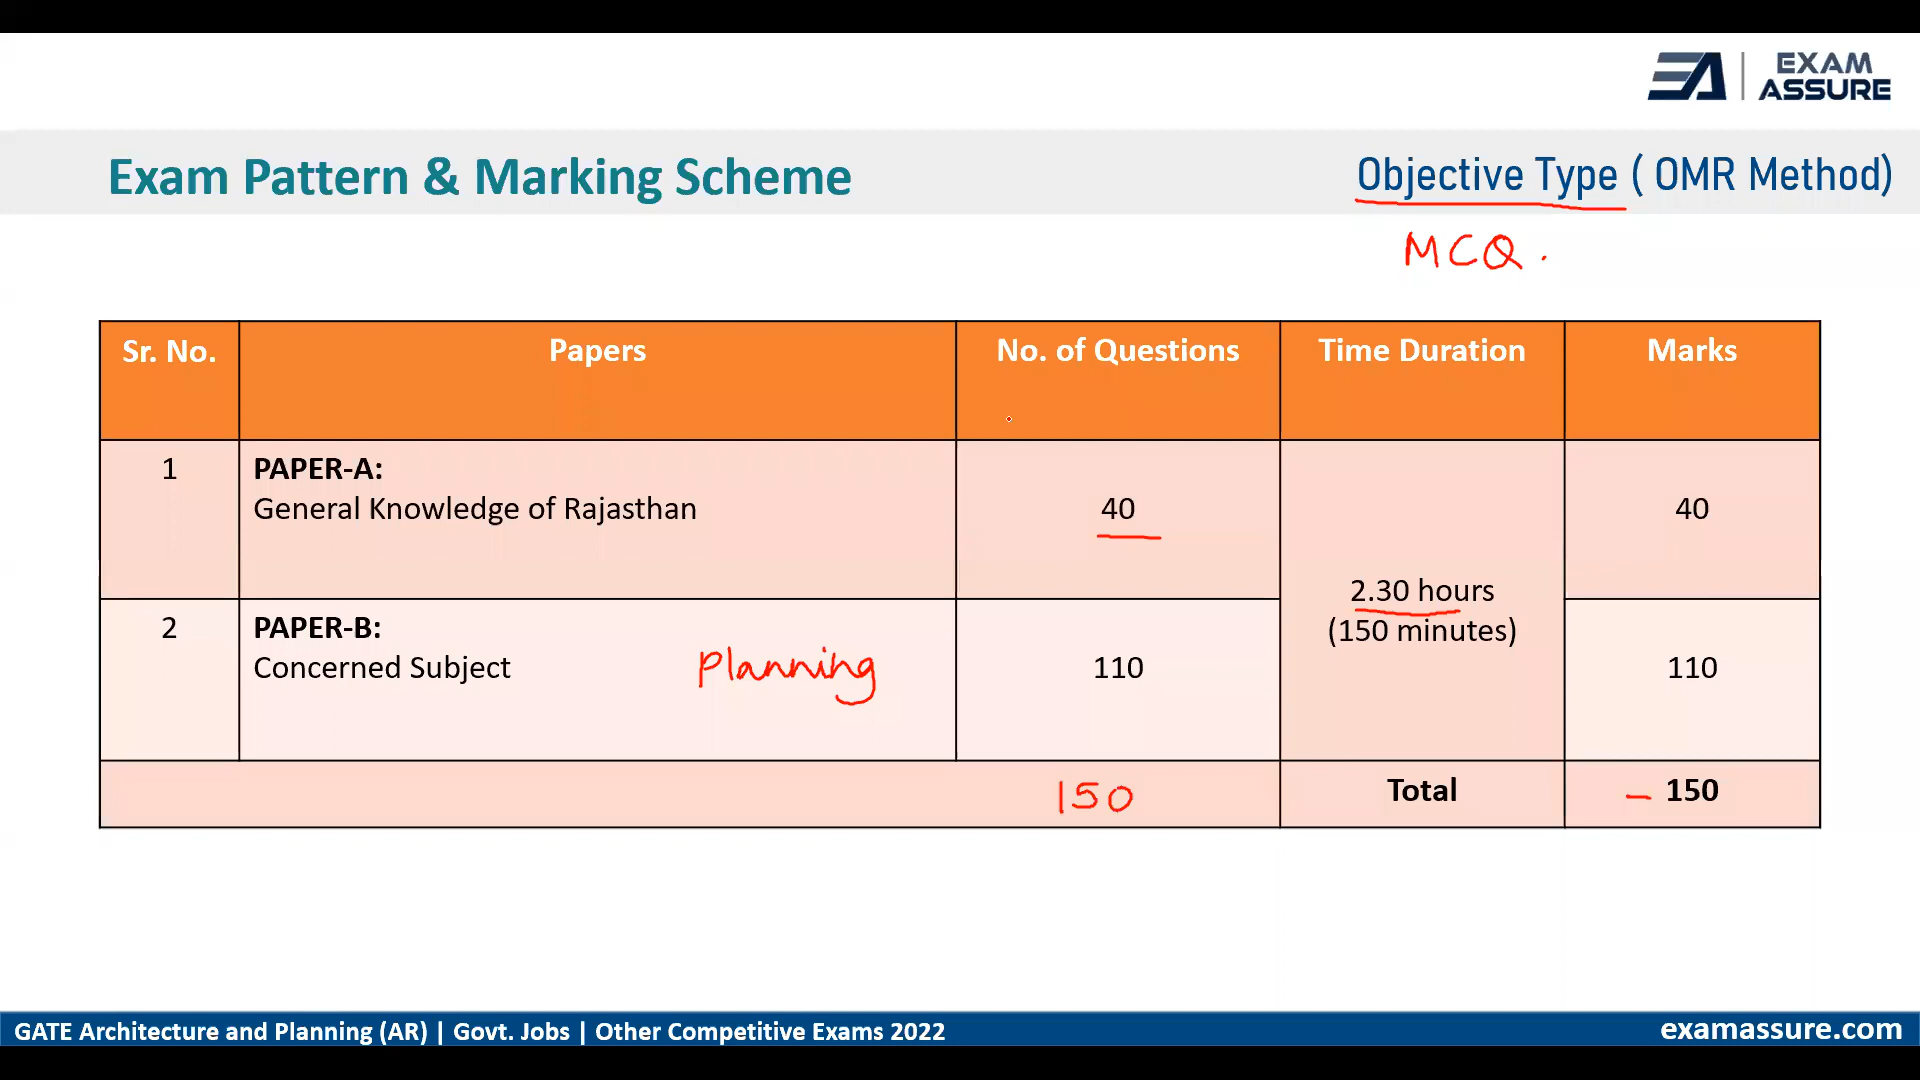 EXAM
ASSURE
Exam Pattern & Marking Scheme
Objective Type ( OMR Method)
MCQ.
Sr. No. Papers No. of Questions Time Duration Marks
1 PAPER-A:
General Knowledge of Rajasthan 40 40
2.30 hours
(150 minutes)
2 PAPER-B:
Concerned Subject Planning 110 110
150 Total – 150
GATE Architecture and Planning (AR) | Govt. Jobs | Other Competitive Exams 2022
examassure.com